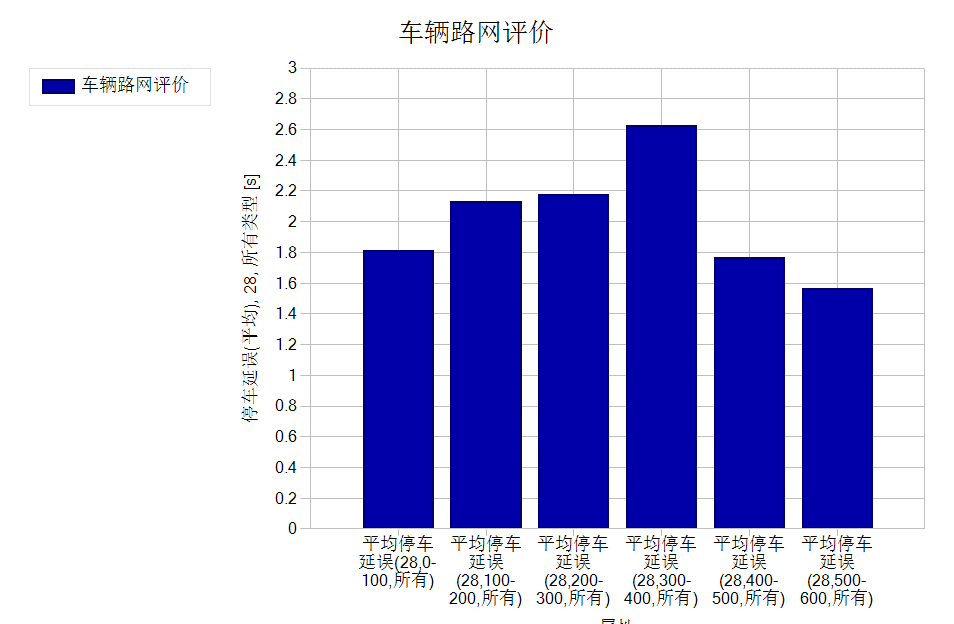 车辆路网评价
车辆路网评价
停车延误(平均), 28, 所有类型 [s]
3
2.8
2.6
2.4
2.2
2
1.8
1.6
1.4
1.2
1
0.8
0.6
0.4
0.2
0
平均停车
延误(28,0-
100,所有)
平均停车
延误
(28,100-
200,所有)
平均停车
延误
(28,200-
300,所有)
平均停车
延误
(28,300-
400,所有)
平均停车
延误
(28,400-
500,所有)
平均停车
延误
(28,500-
600,所有)